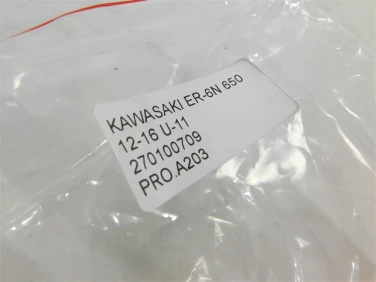 KAWASAKI ER-6N 650
12-16 U-11
270100709
PRO.A203